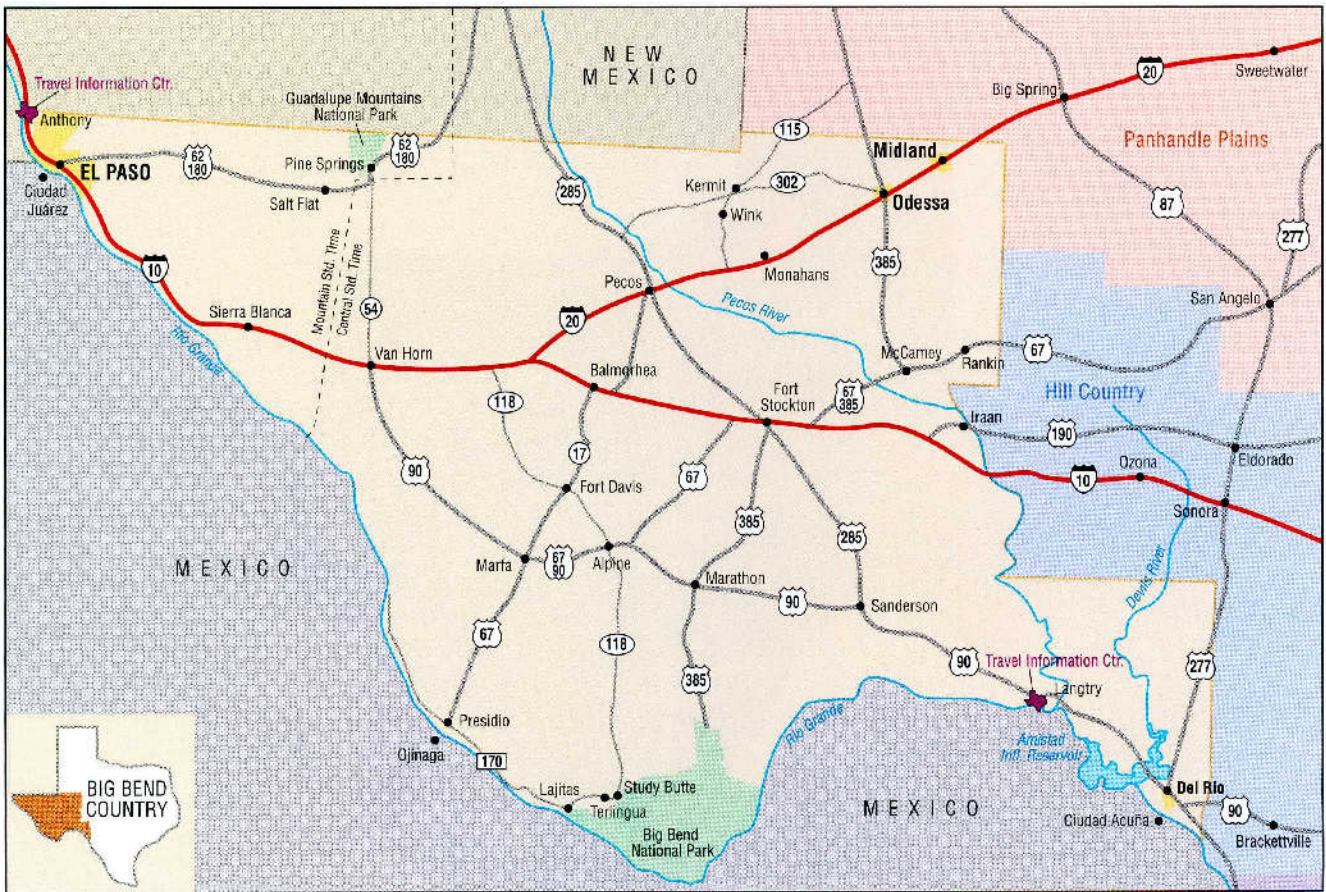 NEW
MEXICO
20
Sweetwater
Travel Information Ctr.
Big Spring
Guadalupe Mountains
National Park
Anthony
115
Panhandle Plains
62
180
62
180
Midland
Pine Springs
EL PASO
Ciudad
Juárez
Salt Flat
285
Kermit
302
Wink
Odessa
87
277
10
Mountain Std. Time
Central Std. Time
Monahans
385
Pecos
Pecos River
San Angelo
Sierra Blanca
54
20
Rio Grande
Van Horn
McCamey
Rankin
67
Balmorhea
118
Fort
Stockton
67
385
Hill Country
Iraan
190
17
90
67
Ozona
Eldorado
10
Fort Davis
Sonora
385
285
MEXICO
Marfa
67
90
Alpine
Marathon
90
Sanderson
Devils River
67
118
90
Travel Information Ctr.
277
385
Langtry
Presidio
Ojinaga
Rio Grande
Amistad
Intl. Reservoir
170
BIG BEND
COUNTRY
Lajitas
Study Butte
Terlingua
Del Rio
MEXICO
Ciudad Acuña
90
Big Bend
National Park
Brackettville